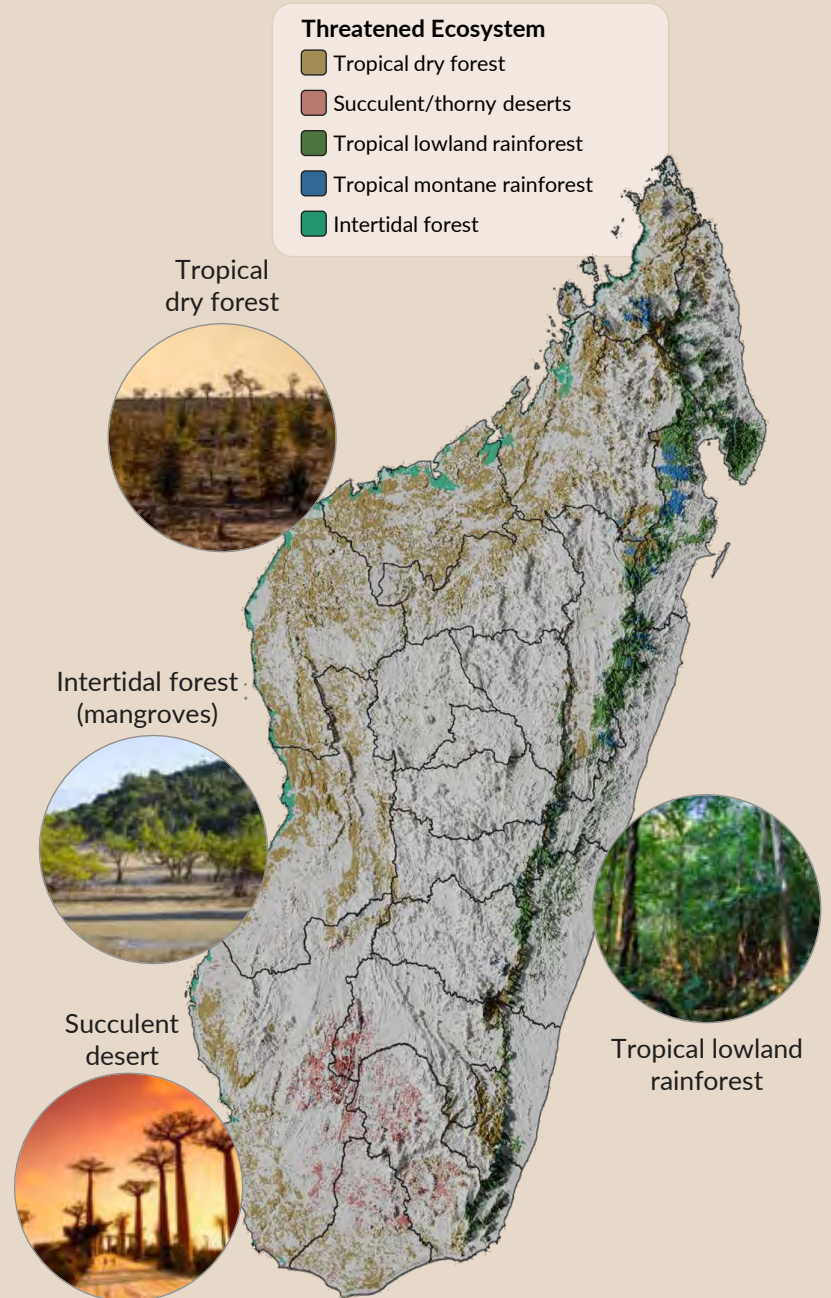 Threatened Ecosystem
Tropical dry forest
Succulent/thorny deserts
Tropical lowland rainforest
Tropical montane rainforest
Intertidal forest
Tropical
dry forest
Intertidal forest
(mangroves)
Succulent
desert
Tropical lowland
rainforest